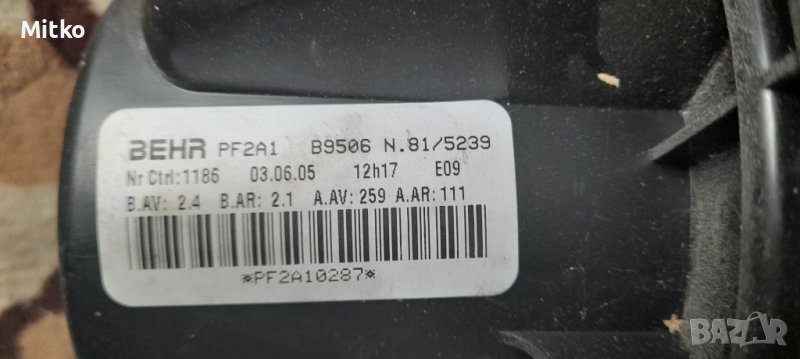 Mitko
BEHR PF2A1 B9506 N.81/5239
Nr Ctrl:1186 03.06.05 12h17 E09
B.AV: 2.4 B.AR: 2.1 A.AV: 259 A.AR: 111
*PF2A10287*
BAZAR